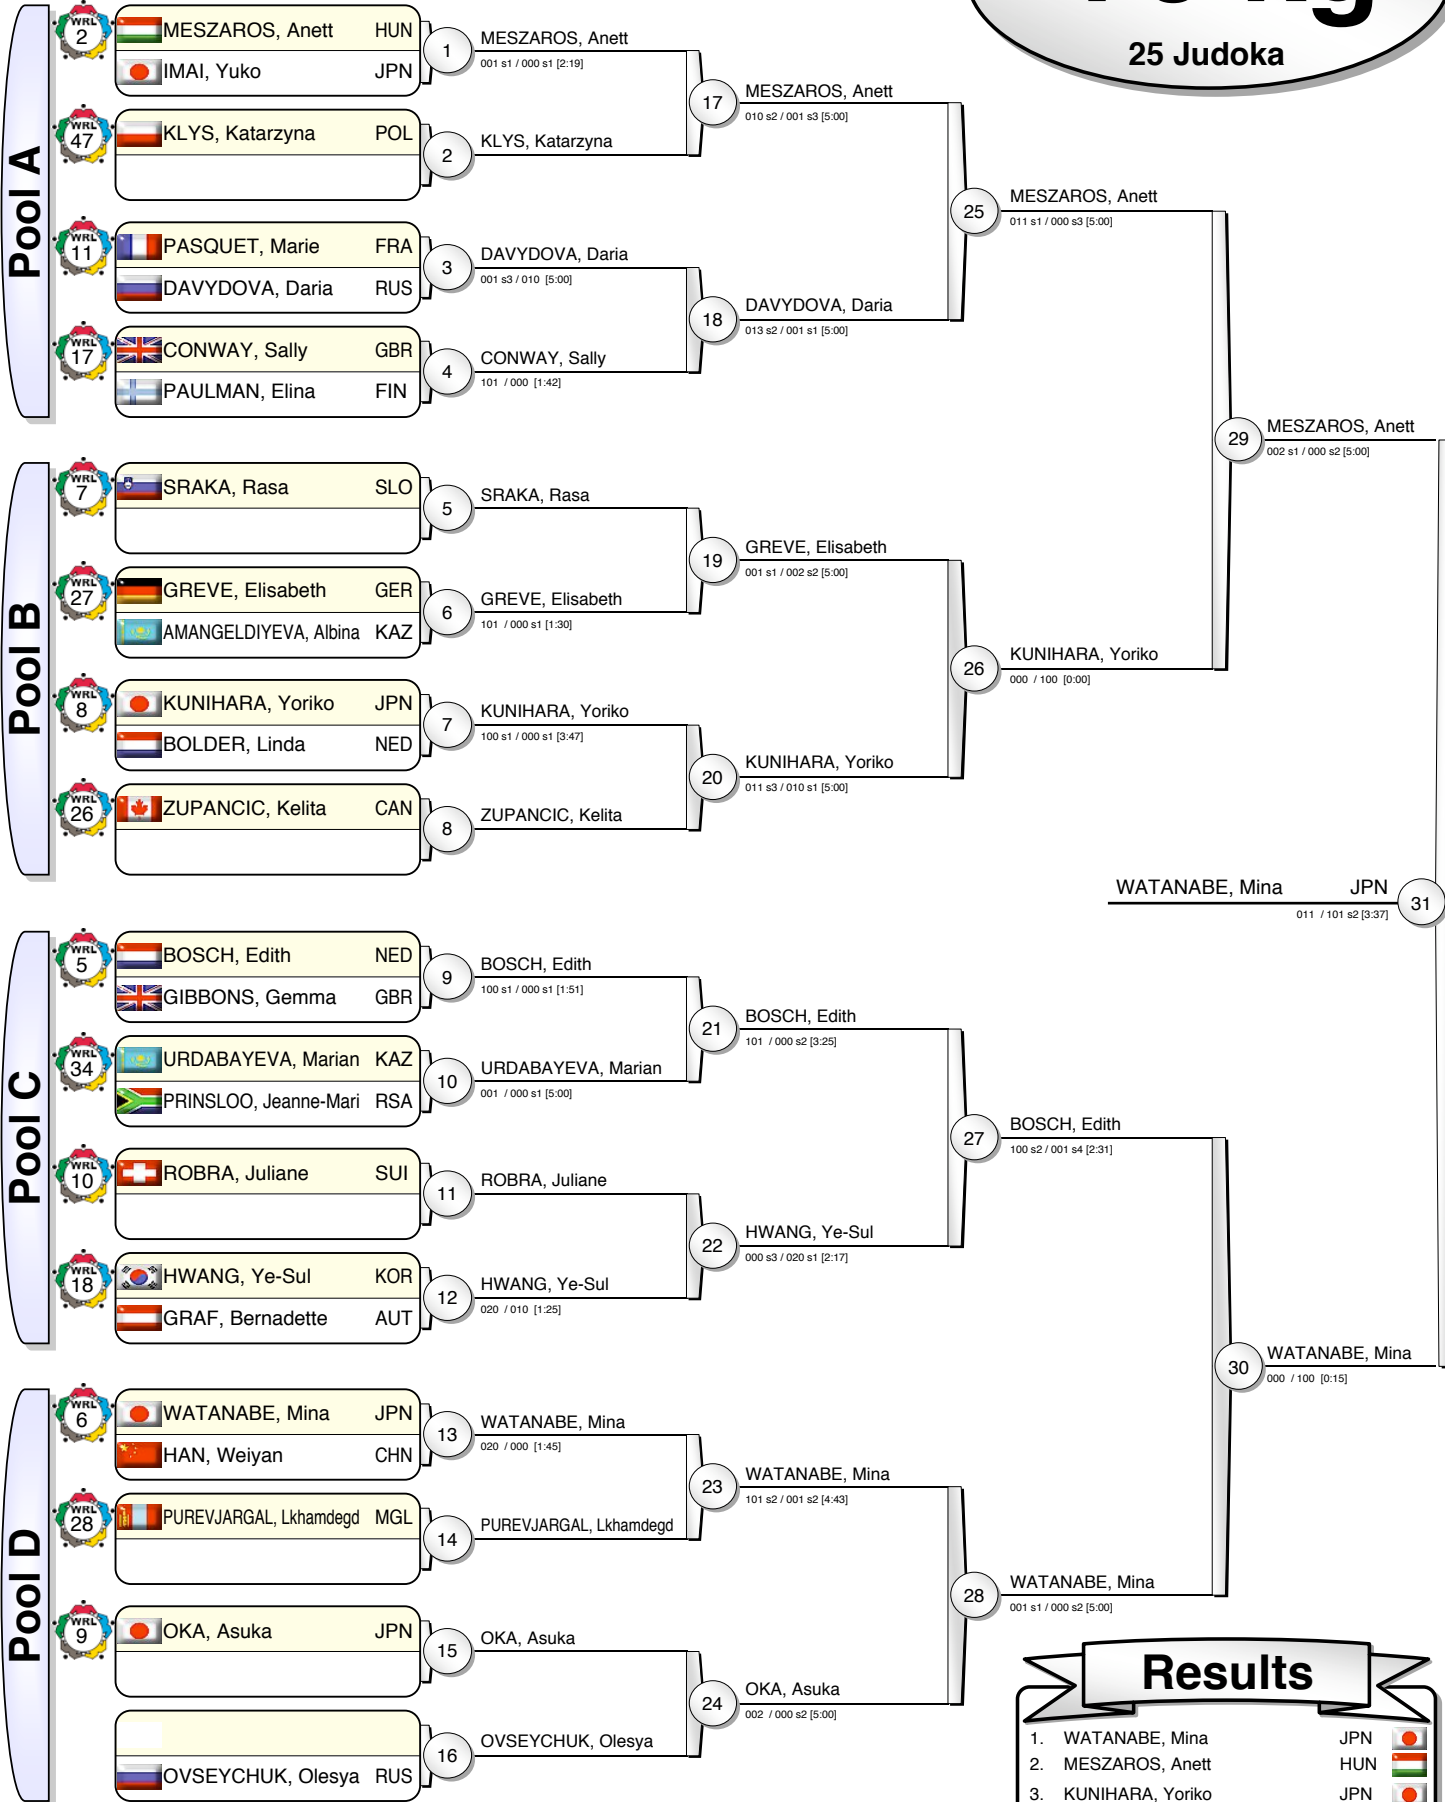 25 Judoka
Pool A
WRL 2
MESZAROS, Anett HUN
IMAI, Yuko JPN
1
MESZAROS, Anett
001 s1 / 000 s1 [2:19]
WRL 47
KLYS, Katarzyna POL
2
KLYS, Katarzyna
17
MESZAROS, Anett
010 s2 / 001 s3 [5:00]
WRL 11
PASQUET, Marie FRA
DAVYDOVA, Daria RUS
3
DAVYDOVA, Daria
001 s3 / 010 [5:00]
WRL 17
CONWAY, Sally GBR
PAULMAN, Elina FIN
4
CONWAY, Sally
101 / 000 [1:42]
18
DAVYDOVA, Daria
013 s2 / 001 s1 [5:00]
25
MESZAROS, Anett
011 s1 / 000 s3 [5:00]
Pool B
WRL 7
SRAKA, Rasa SLO
5
SRAKA, Rasa
WRL 27
GREVE, Elisabeth GER
AMANGELDIYEVA, Albina KAZ
6
GREVE, Elisabeth
101 / 000 s1 [1:30]
19
GREVE, Elisabeth
001 s1 / 002 s2 [5:00]
WRL 8
KUNIHARA, Yoriko JPN
BOLDER, Linda NED
7
KUNIHARA, Yoriko
100 s1 / 000 s1 [3:47]
WRL 26
ZUPANCIC, Kelita CAN
8
ZUPANCIC, Kelita
20
KUNIHARA, Yoriko
011 s3 / 010 s1 [5:00]
26
KUNIHARA, Yoriko
000 / 100 [0:00]
29
MESZAROS, Anett
002 s1 / 000 s2 [5:00]
WATANABE, Mina JPN
011 / 101 s2 [3:37]
31
Pool C
WRL 5
BOSCH, Edith NED
GIBBONS, Gemma GBR
9
BOSCH, Edith
100 s1 / 000 s1 [1:51]
WRL 34
URDABAYEVA, Marian KAZ
PRINSLOO, Jeanne-Mari RSA
10
URDABAYEVA, Marian
001 / 000 s1 [5:00]
21
BOSCH, Edith
101 / 000 s2 [3:25]
WRL 10
ROBRA, Juliane SUI
11
ROBRA, Juliane
WRL 18
HWANG, Ye-Sul KOR
GRAF, Bernadette AUT
12
HWANG, Ye-Sul
020 / 010 [1:25]
22
HWANG, Ye-Sul
000 s3 / 020 s1 [2:17]
27
BOSCH, Edith
100 s2 / 001 s4 [2:31]
Pool D
WRL 6
WATANABE, Mina JPN
HAN, Weiyan CHN
13
WATANABE, Mina
020 / 000 [1:45]
WRL 28
PUREVJARGAL, Lkhamdegd MGL
14
PUREVJARGAL, Lkhamdegd
23
WATANABE, Mina
101 s2 / 001 s2 [4:43]
WRL 9
OKA, Asuka JPN
15
OKA, Asuka
OVSEYCHUK, Olesya RUS
16
OVSEYCHUK, Olesya
24
OKA, Asuka
002 / 000 s2 [5:00]
28
WATANABE, Mina
001 s1 / 000 s2 [5:00]
30
WATANABE, Mina
000 / 100 [0:15]
Results
1. WATANABE, Mina JPN
2. MESZAROS, Anett HUN
3. KUNIHARA, Yoriko JPN